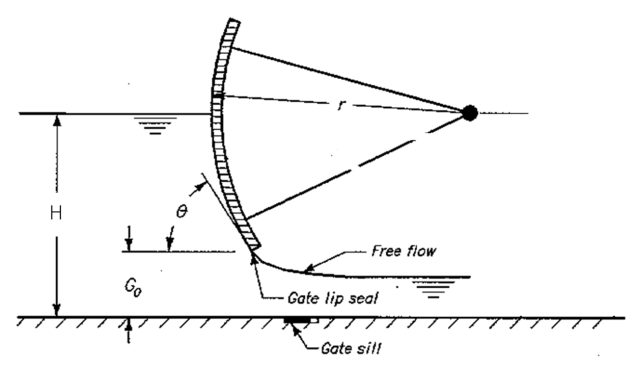 r
H
θ
Free flow
G₀
Gate lip seal
Gate sill